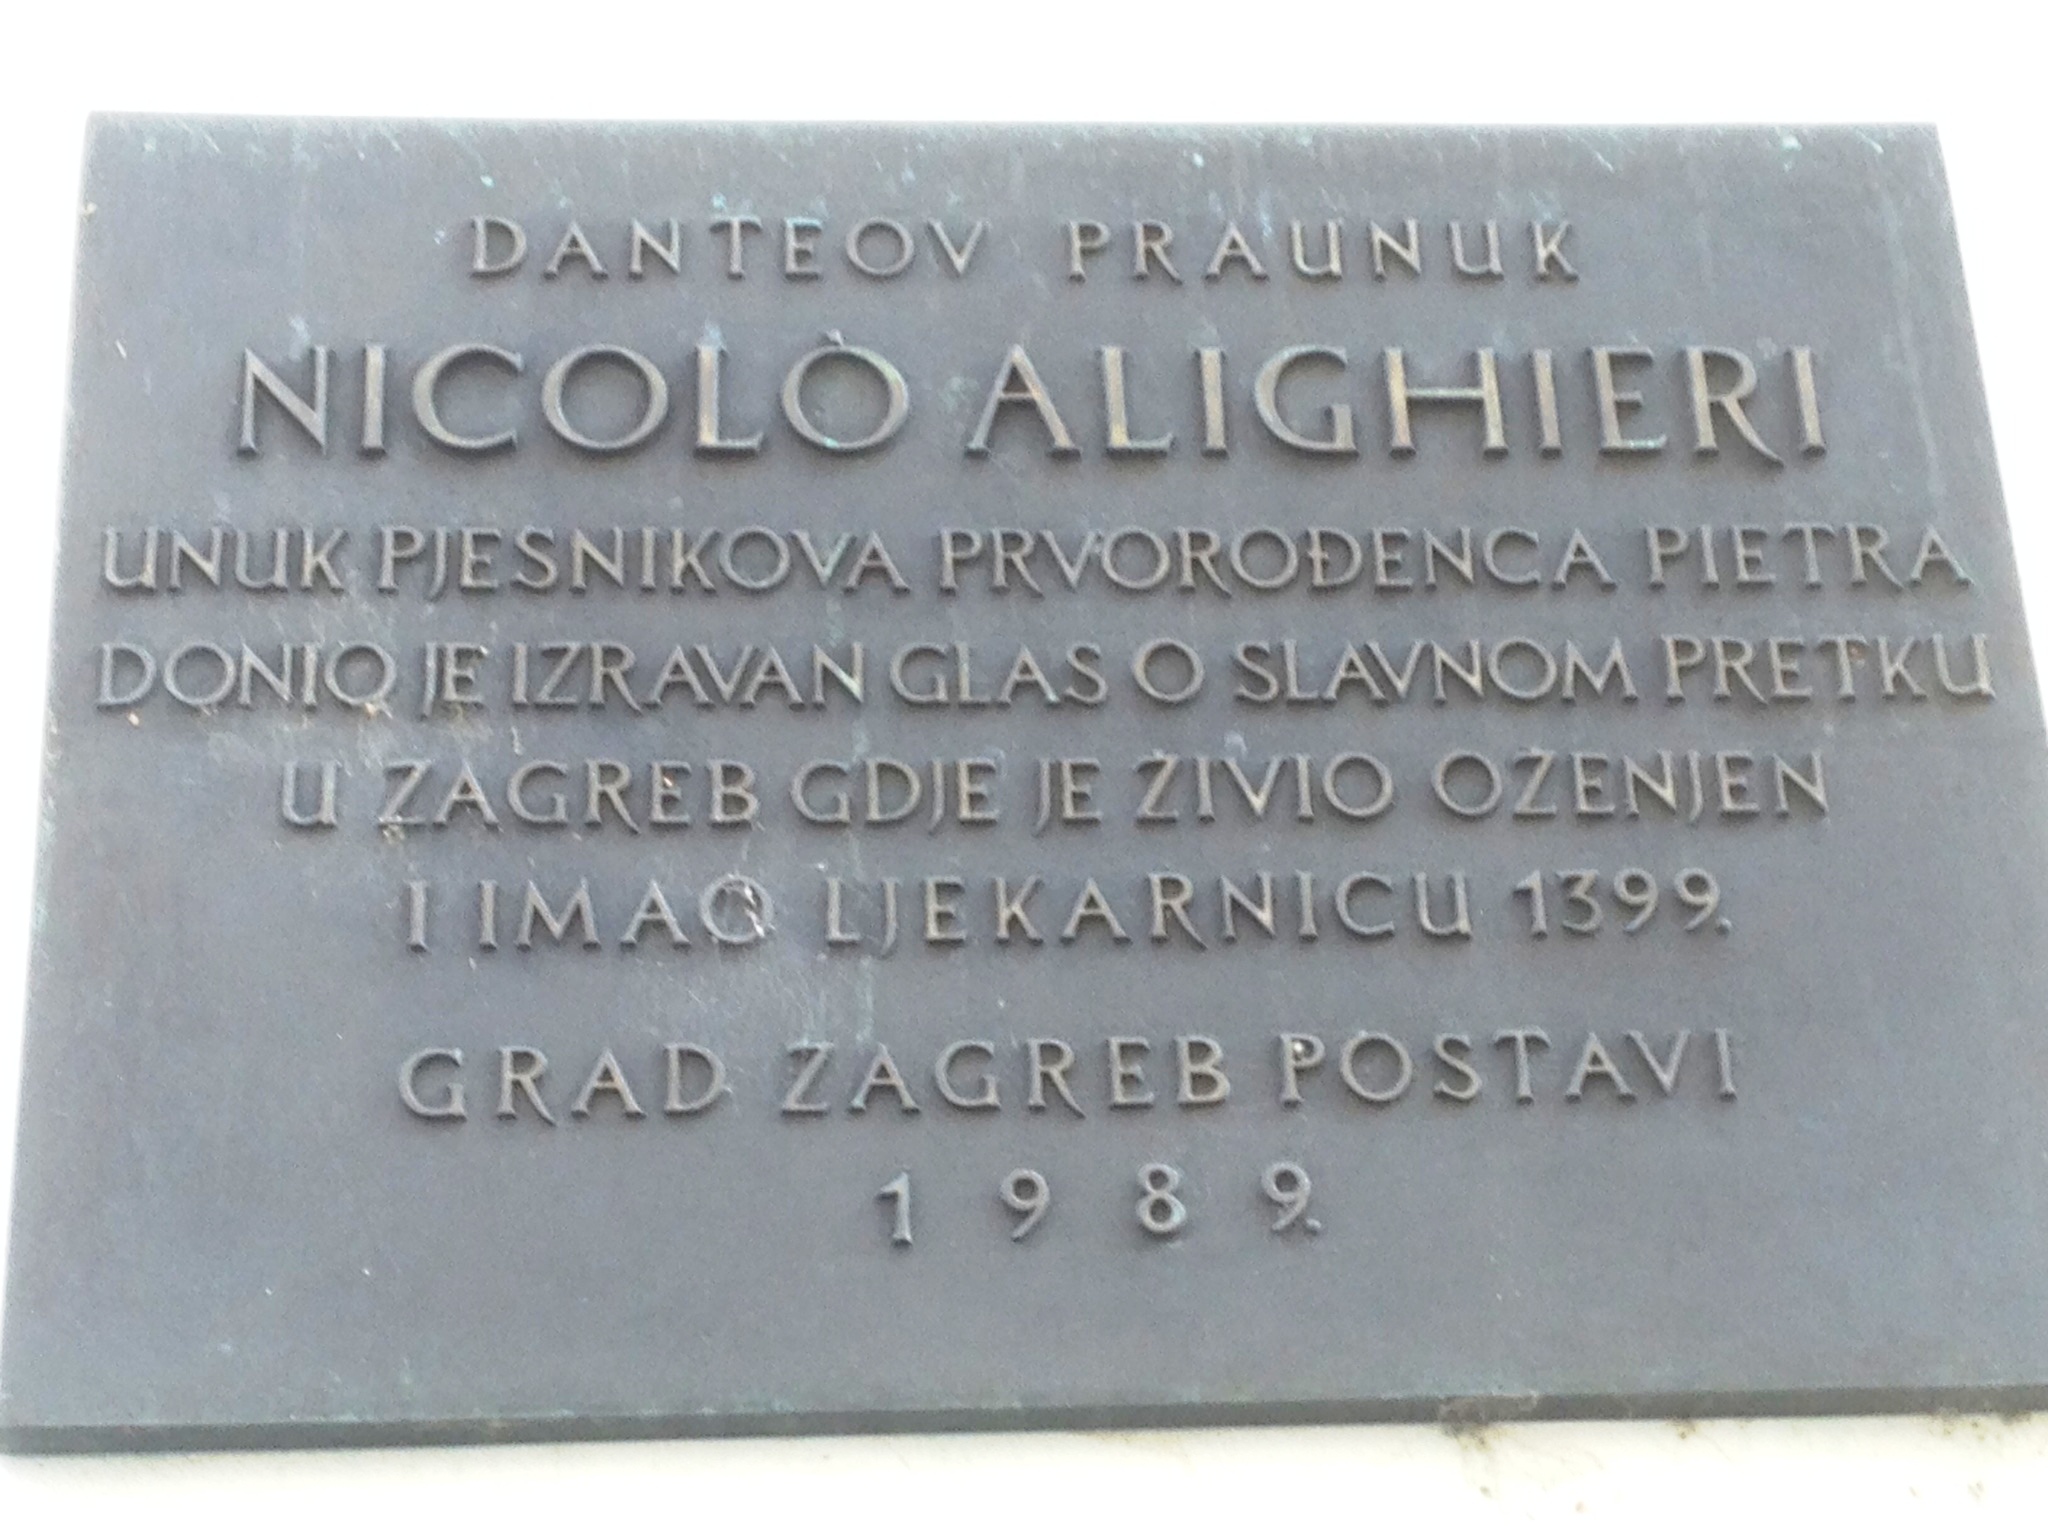 DANTEOV PRAUNUK
NICOLÒ ALIGHIERI
UNUK PJESNIKOVA PRVOROĐENCA PIETRA
DONIO JE IZRAVAN GLAS O SLAVNOM PRETKU
U ZAGREB GDJE JE ŽIVIO OŽENJEN
I IMAO LJEKARNICU 1399.
GRAD ZAGREB POSTAVI
1989.